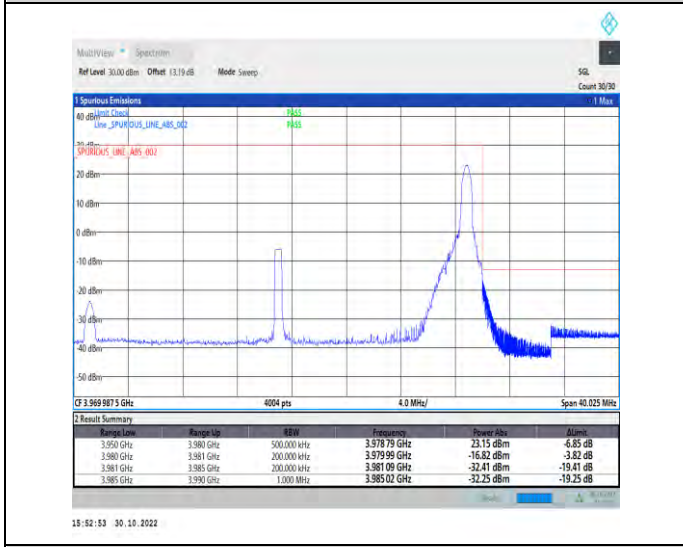 MultiView Spectrum
Ref Level 30.00 dBm Offset 13.19 dB Mode Sweep SGL
Count 30/30
1 Spurious Emissions 1 Max
40 dBm Limit Check PASS
Line _SPURIOUS_LINE_ABS_002 PASS
30 dBm
_SPURIOUS_LINE_ABS_002
20 dBm
10 dBm
0 dBm
-10 dBm
-20 dBm
-30 dBm
-40 dBm
-50 dBm
CF 3.969 987 5 GHz 4004 pts 4.0 MHz/ Span 40.025 MHz
2 Result Summary
Range Low Range Up RBW Frequency Power Abs ΔLimit
3.950 GHz 3.980 GHz 500.000 kHz 3.978 79 GHz 23.15 dBm -6.85 dB
3.980 GHz 3.981 GHz 200.000 kHz 3.979 99 GHz -16.82 dBm -3.82 dB
3.981 GHz 3.985 GHz 200.000 kHz 3.981 09 GHz -32.41 dBm -19.41 dB
3.985 GHz 3.990 GHz 1.000 MHz 3.985 02 GHz -32.25 dBm -19.25 dB
15:52:53 30.10.2022